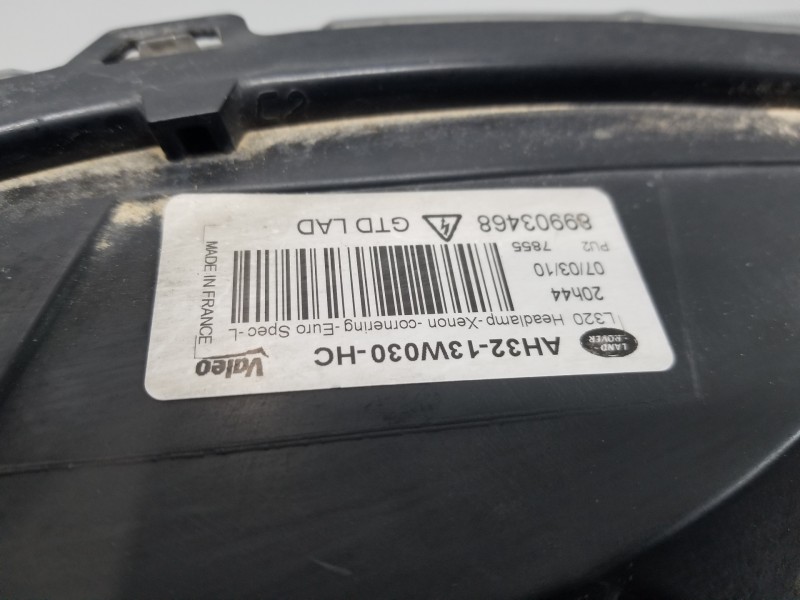 LAND-
-ROVER
AH32-13W030-HC
Valeo
L320 Headlamp-Xenon-cornering-Euro Spec-L
20h44
07/03/10
7855
PU2
MADE IN FRANCE
89903468 GTD LAD